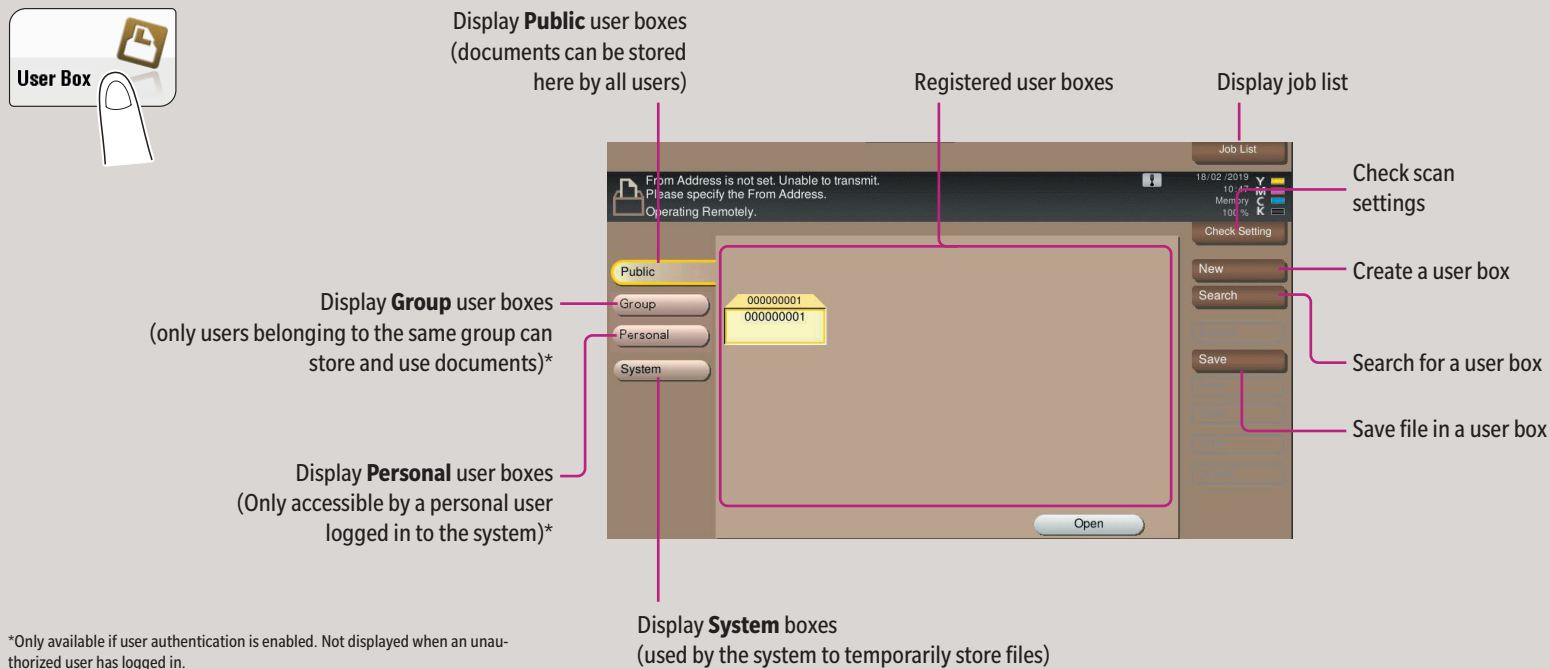 User Box
Display Public user boxes
(documents can be stored
here by all users)
Registered user boxes
Display job list
Job List
From Address is not set. Unable to transmit.
Please specify the From Address.
Operating Remotely.
18/02 /2019
10:47
Memory
100 %
Y
M
C
K
Check scan
settings
Check Setting
Public
Group
Personal
System
000000001
000000001
New
Search
Save
Open
Create a user box
Search for a user box
Save file in a user box
Display Group user boxes
(only users belonging to the same group can
store and use documents)*
Display Personal user boxes
(Only accessible by a personal user
logged in to the system)*
Display System boxes
(used by the system to temporarily store files)
*Only available if user authentication is enabled. Not displayed when an unau-
thorized user has logged in.